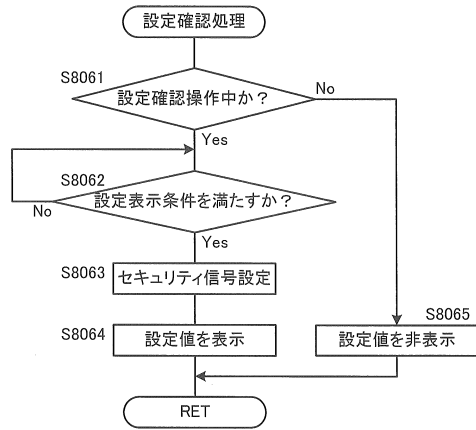 設定確認処理
S8061
設定確認操作中か？
No
Yes
S8062
設定表示条件を満たすか？
No
Yes
S8063
セキュリティ信号設定
S8064
設定値を表示
S8065
設定値を非表示
RET